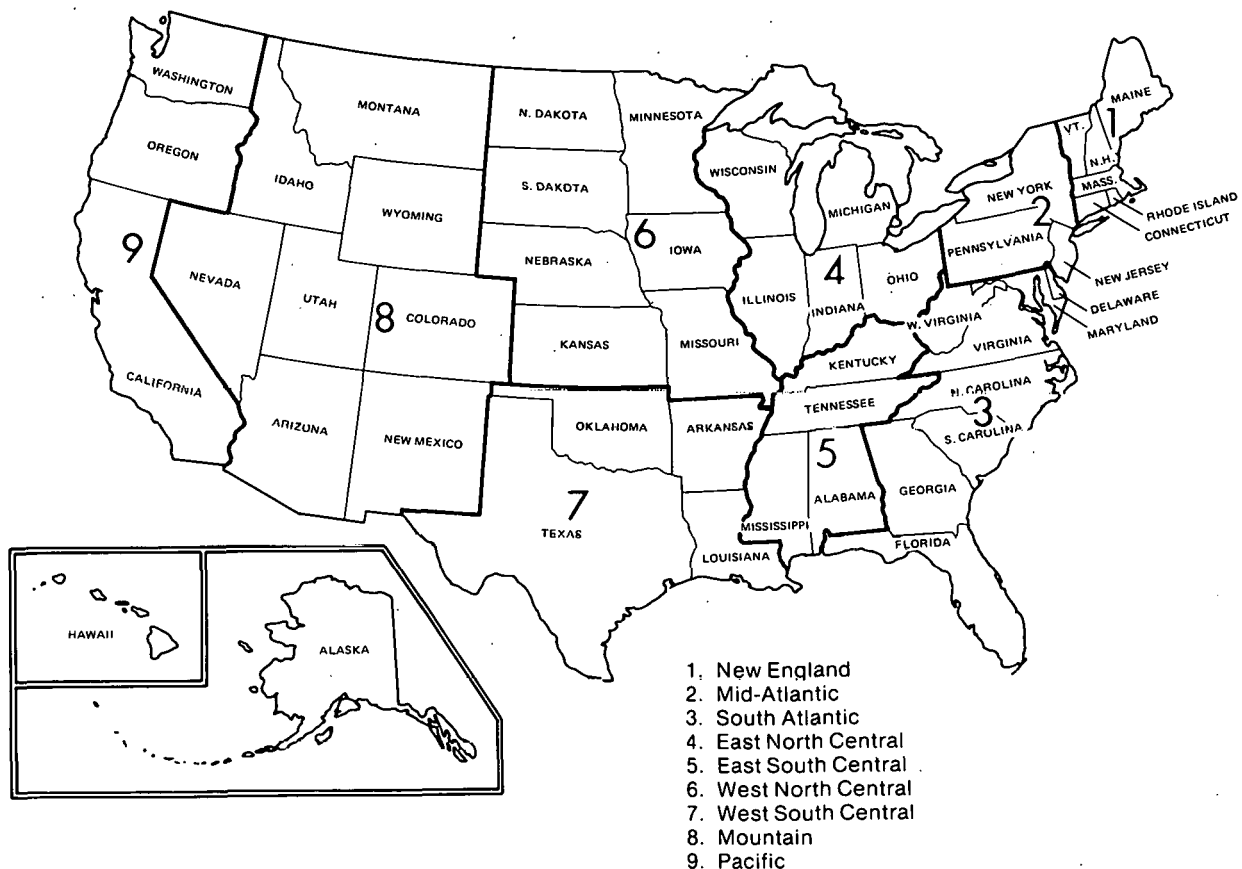 WASHINGTON
OREGON
CALIFORNIA
9
NEVADA
IDAHO
MONTANA
WYOMING
UTAH
8
COLORADO
ARIZUNA
NEW MEXICO
N. DAKOTA
S. DAKOTA
NEBRASKA
KANSAS
MINNESOTA
6
IOWA
MISSOURI
OKLAHOMA
ARKANSAS
7
TEXAS
LOUISIANA
WISCONSIN
MICHIGAN
ILLINOIS
4
INDIANA
OHIO
KENTUCKY
TENNESSEE
5
MISSISSIPPI
ALABAMA
GEORGIA
FLORIDA
W. VIRGINIA
VIRGINIA
N. CAROLINA
3
S. CAROLINA
NEW YORK
2
PENNSYLVANIA
MAINE
1
VT.
N.H.
MASS.
RHODE ISLAND
CONNECTICUT
NEW JERSEY
DELAWARE
MARYLAND
HAWAII
ALASKA
1. New England
2. Mid-Atlantic
3. South Atlantic
4. East North Central
5. East South Central
6. West North Central
7. West South Central
8. Mountain
9. Pacific